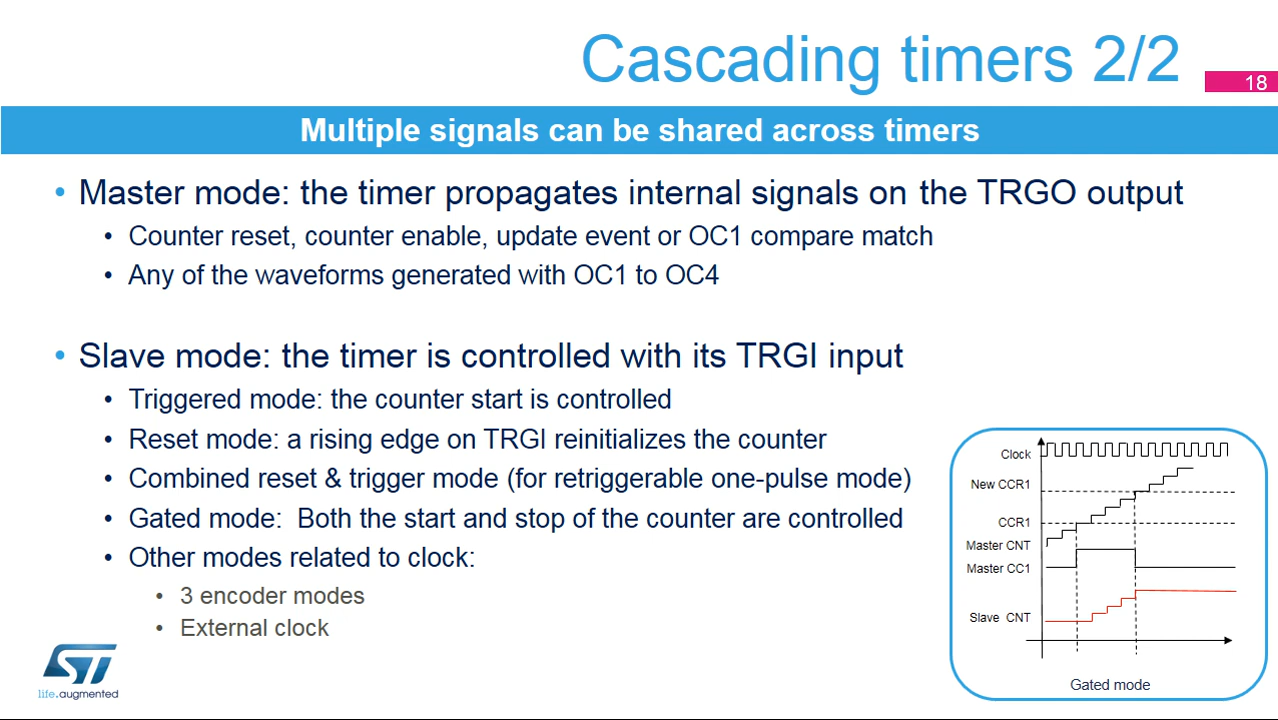 Cascading timers 2/2
18
Multiple signals can be shared across timers
• Master mode: the timer propagates internal signals on the TRGO output
• Counter reset, counter enable, update event or OC1 compare match
• Any of the waveforms generated with OC1 to OC4
• Slave mode: the timer is controlled with its TRGI input
• Triggered mode: the counter start is controlled
• Reset mode: a rising edge on TRGI reinitializes the counter
• Combined reset & trigger mode (for retriggerable one-pulse mode)
• Gated mode:  Both the start and stop of the counter are controlled
• Other modes related to clock:
• 3 encoder modes
• External clock
Clock
New CCR1
CCR1
Master CNT
Master CC1
Slave CNT
Gated mode
ST
life.augmented